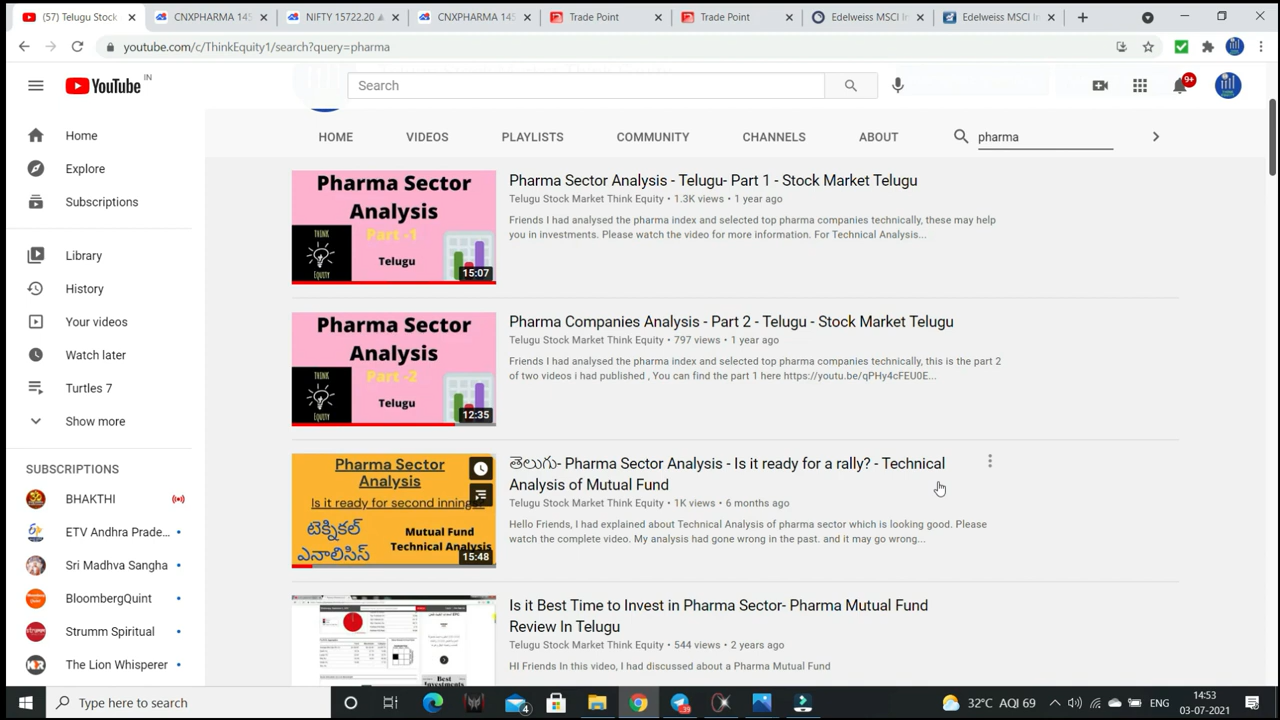 (57) Telugu Stock
CNXPHARMA 145
NIFTY 15722.20 ▲
CNXPHARMA 145
Trade Point
Trade Point
Edelweiss MSCI In
Edelweiss MSCI In
youtube.com/c/ThinkEquity1/search?query=pharma
YouTube IN
Search
9+
HOME VIDEOS PLAYLISTS COMMUNITY CHANNELS ABOUT pharma
Home
Explore
Subscriptions
Library
History
Your videos
Watch later
Turtles 7
Show more
SUBSCRIPTIONS
BHAKTHI
ETV Andhra Prade...
Sri Madhva Sangha
BloombergQuint
Strumm Spiritual
The Lion Whisperer
Pharma Sector
Analysis
Part -1
THINK
EQUITY
Telugu
15:07
Pharma Sector Analysis - Telugu- Part 1 - Stock Market Telugu
Telugu Stock Market Think Equity • 1.3K views • 1 year ago
Friends I had analysed the pharma index and selected top pharma companies technically, these may help
you in investments. Please watch the video for more information. For Technical Analysis...
Pharma Sector
Analysis
Part -2
THINK
EQUITY
Telugu
12:35
Pharma Companies Analysis - Part 2 - Telugu - Stock Market Telugu
Telugu Stock Market Think Equity • 797 views • 1 year ago
Friends I had analysed the pharma index and selected top pharma companies technically, this is the part 2
of two videos i had published , You can find the part 1 here https://youtu.be/qPHy4cFEU0E...
Pharma Sector
Analysis
Is it ready for second innings
టెక్నికల్
ఎనాలిసిస్
Mutual Fund
Technical Analysis
15:48
తెలుగు- Pharma Sector Analysis - Is it ready for a rally? - Technical
Analysis of Mutual Fund
Telugu Stock Market Think Equity • 1K views • 6 months ago
Hello Friends, I had explained about Technical Analysis of pharma sector which is looking good. Please
watch the complete video. My analysis had gone wrong in the past. and it may go wrong...
Best
Is it Best Time to Invest in Pharma Sector- Pharma Mutual Fund
Review In Telugu
Telugu Stock Market Think Equity • 544 views • 2 years ago
HI Friends In this video, I had discussed about a Pharma Mutual Fund
Type here to search
4
32°C AQI 69
ENG
14:53
03-07-2021